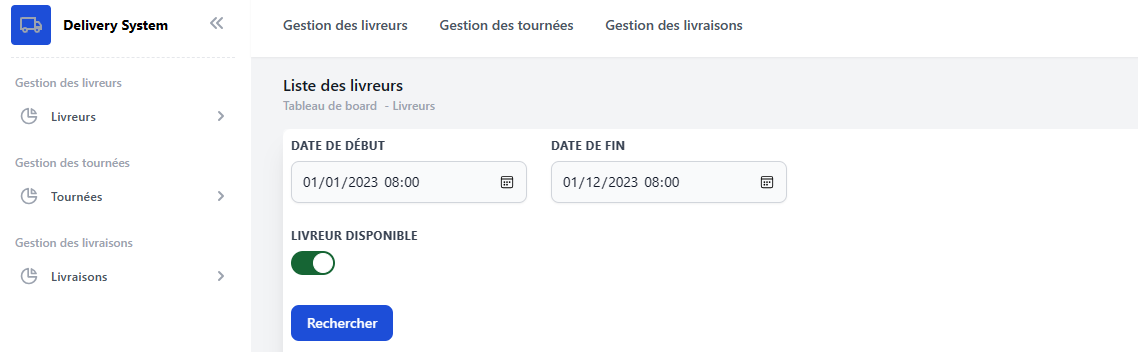 Delivery System
Gestion des livreurs
Livreurs
Gestion des tournées
Tournées
Gestion des livraisons
Livraisons
Gestion des livreurs Gestion des tournées Gestion des livraisons
Liste des livreurs
Tableau de board - Livreurs
DATE DE DÉBUT DATE DE FIN
01/01/2023 08:00 01/12/2023 08:00
LIVREUR DISPONIBLE
Rechercher